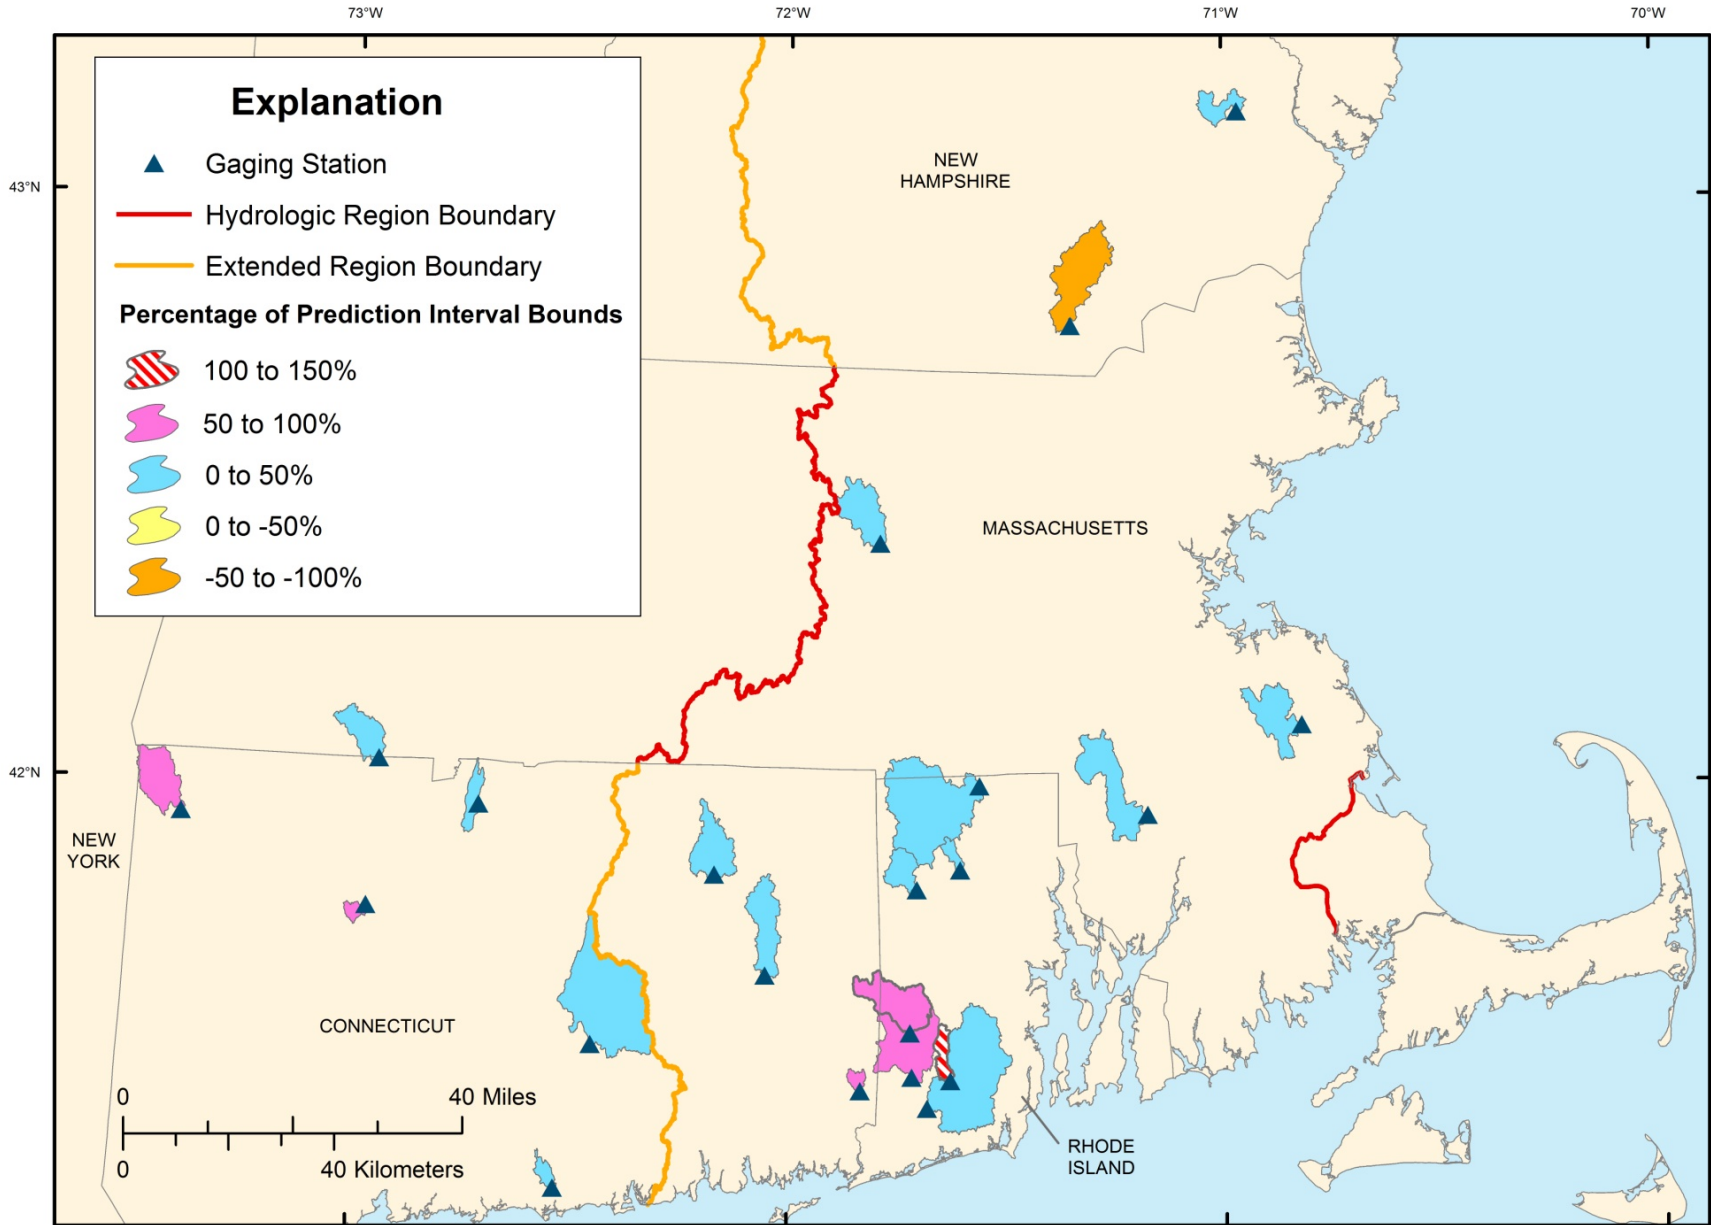 73°W
72°W
71°W
70°W
Explanation
Gaging Station
Hydrologic Region Boundary
Extended Region Boundary
Percentage of Prediction Interval Bounds
100 to 150%
50 to 100%
0 to 50%
0 to -50%
-50 to -100%
43°N
NEW
HAMPSHIRE
MASSACHUSETTS
42°N
NEW
YORK
CONNECTICUT
0
40 Miles
0
40 Kilometers
RHODE
ISLAND